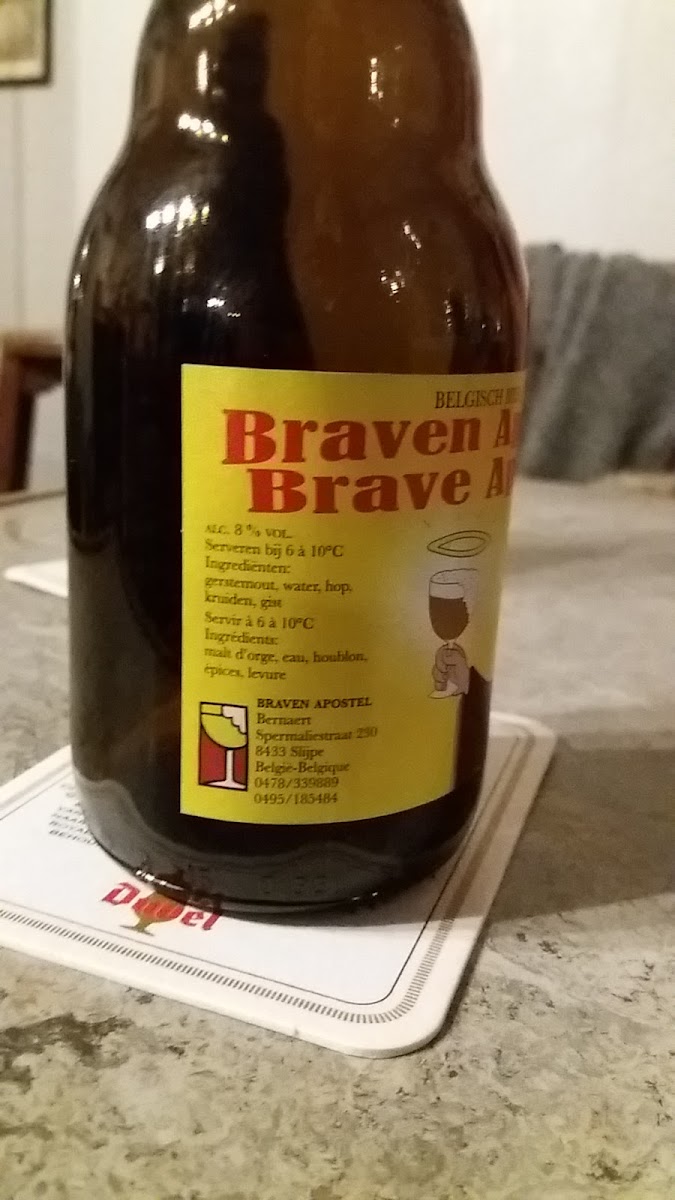 BELGISCH
Braven
Brave
ALC. 8 % VOL.
Serveren bij 6 à 10°C
Ingrediënten:
gerstemout, water, hop,
kruiden, gist
Servir à 6 à 10°C
Ingrédients:
malt d'orge, eau, houblon,
épices, levure
BRAVEN APOSTEL
Bernaert
Spermaliestraat 230
8433 Slijpe
België-Belgique
0478/339889
0495/185484
Duvel